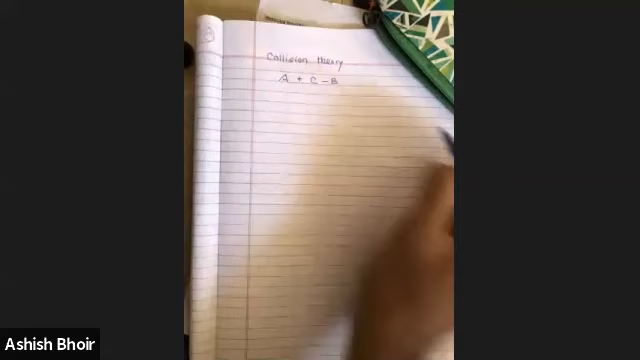 Collision theory
A + C – B
Ashish Bhoir